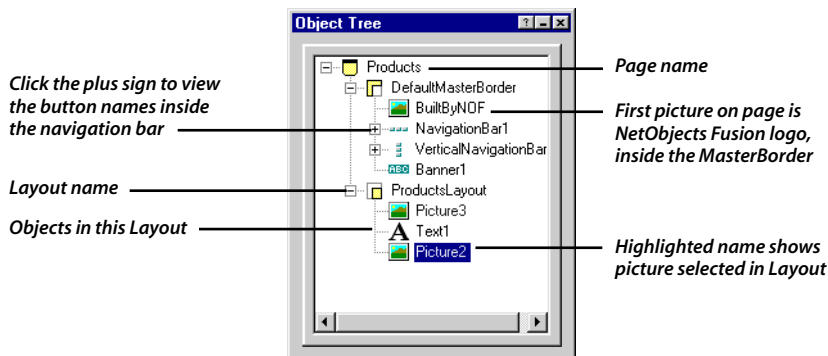 Object Tree
Products
DefaultMasterBorder
BuiltByNOF
NavigationBar1
VerticalNavigationBar
ABC Banner1
ProductsLayout
Picture3
A Text1
Picture2
Click the plus sign to view
the button names inside
the navigation bar
Layout name
Objects in this Layout
Page name
First picture on page is
NetObjects Fusion logo,
inside the MasterBorder
Highlighted name shows
picture selected in Layout